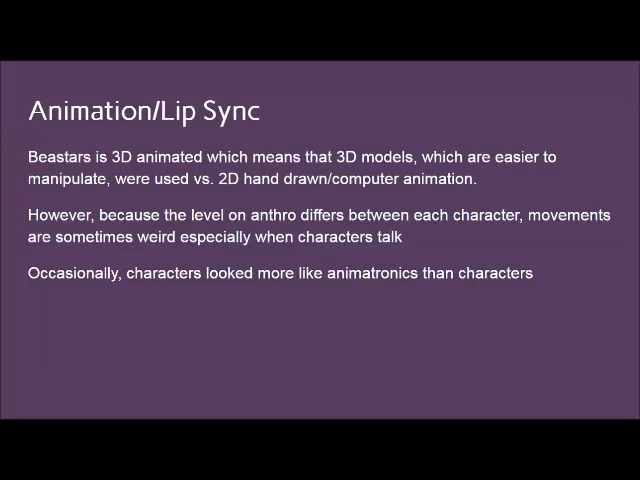 Animation/Lip Sync
Beastars is 3D animated which means that 3D models, which are easier to
manipulate, were used vs. 2D hand drawn/computer animation.
However, because the level on anthro differs between each character, movements
are sometimes weird especially when characters talk
Occasionally, characters looked more like animatronics than characters